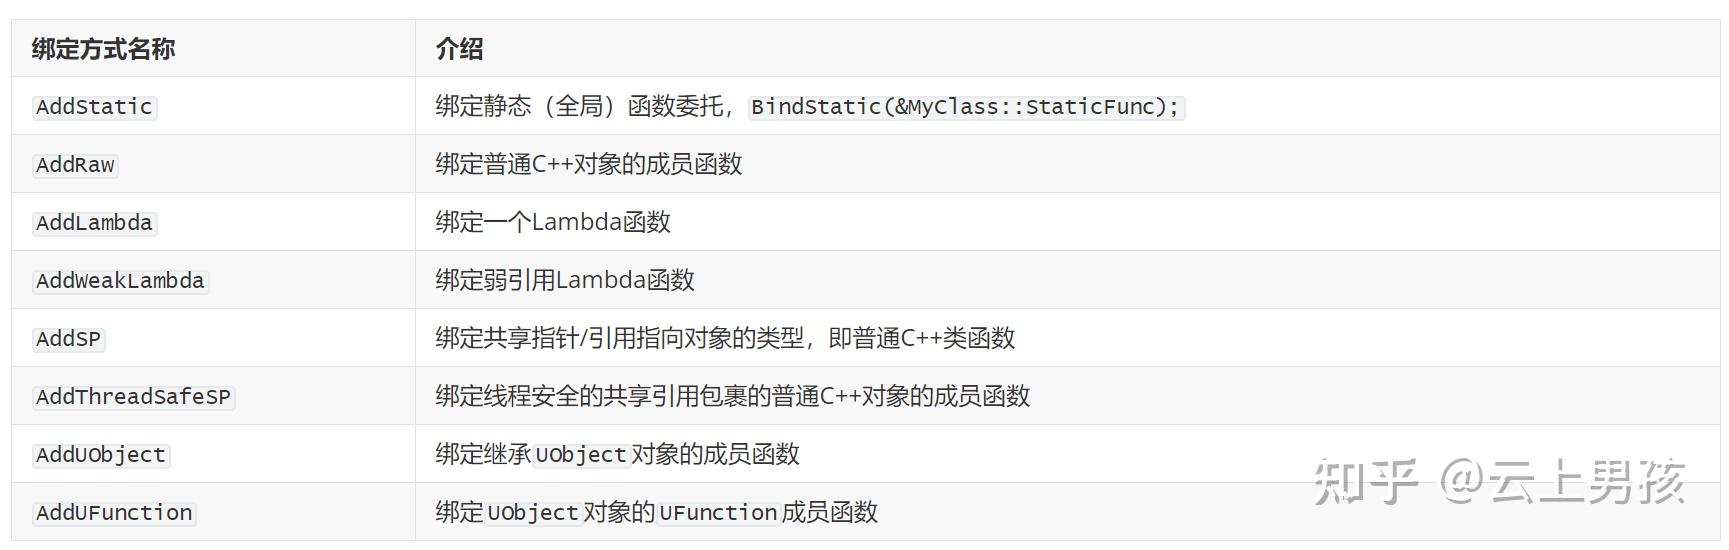 绑定方式名称 介绍
AddStatic 绑定静态（全局）函数委托，BindStatic(&MyClass::StaticFunc);
AddRaw 绑定普通C++对象的成员函数
AddLambda 绑定一个Lambda函数
AddWeakLambda 绑定弱引用Lambda函数
AddSP 绑定共享指针/引用指向对象的类型，即普通C++类函数
AddThreadSafeSP 绑定线程安全的共享引用包裹的普通C++对象的成员函数
AddUObject 绑定继承UObject对象的成员函数
AddUFunction 绑定UObject对象的UFunction成员函数
知乎 @云上男孩